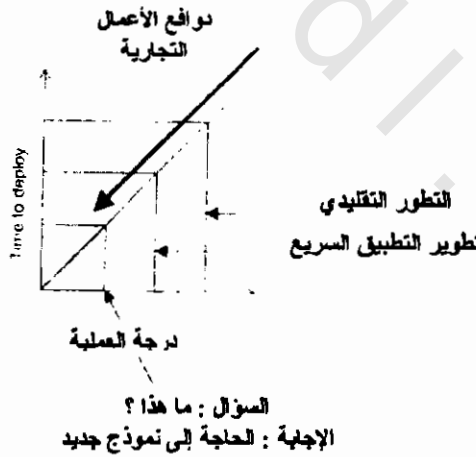 دوافع الأعمال
التجارية
Time to deploy
التطور التقليدي
تطوير التطبيق السريع
درجة العملية
السؤال : ما هذا ؟
الإجابة : الحاجة إلى نموذج جديد